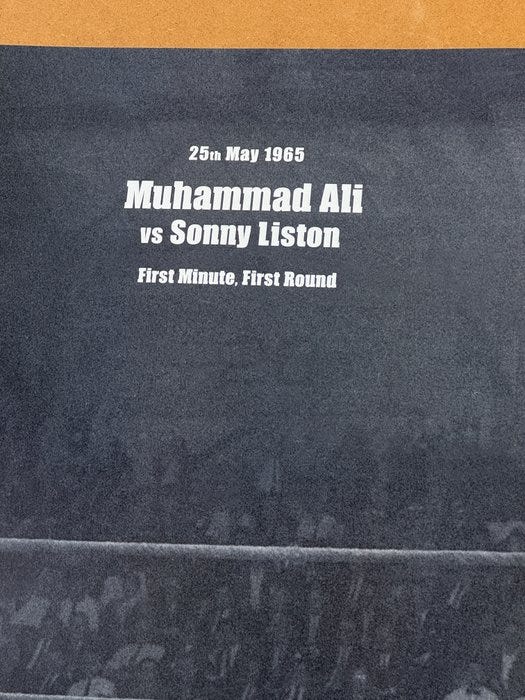 25th May 1965
Muhammad Ali
vs Sonny Liston
First Minute, First Round